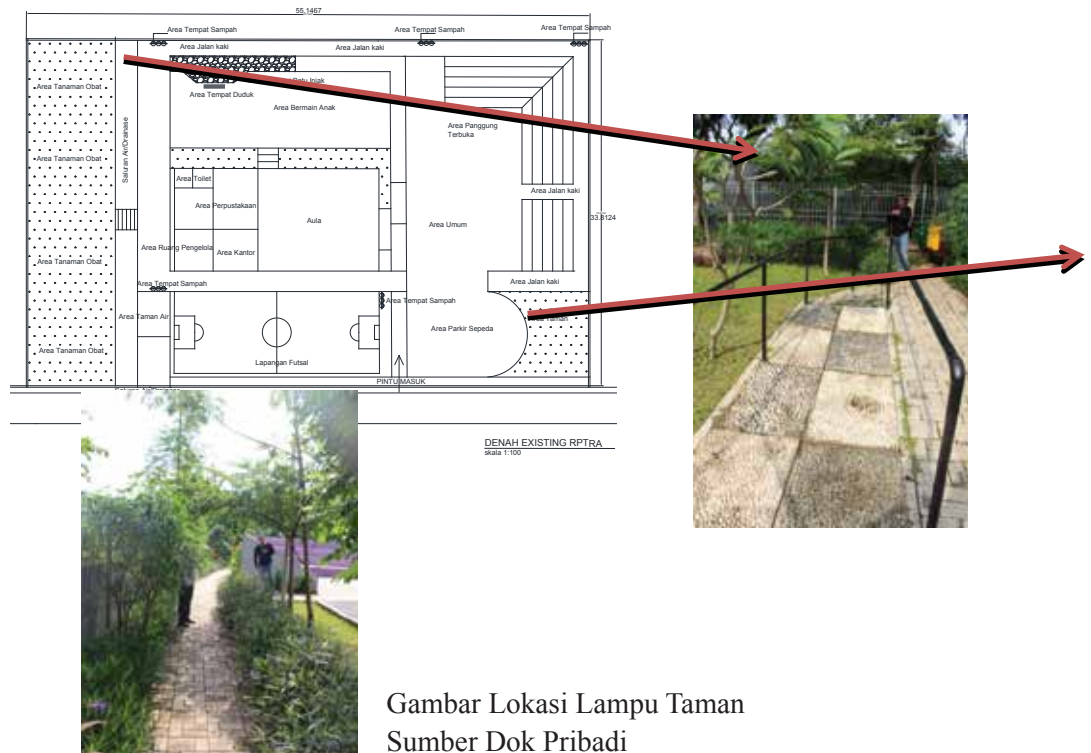 55,1467
Area Tempat Sampah
Area Tempat Sampah
Area Tempat Sampah
Area Jalan kaki
Area Jalan kaki
Area Tanaman Obat
Saluran Air/Drainase
Batu Injak
Area Tempat Duduk
Area Bermain Anak
Area Panggung
Terbuka
Area Tanaman Obat
Area Toilet
Area Jalan kaki
Area Perpustakaan
Aula
Area Umum
33,8124
Area Ruang Pengelola
Area Kantor
Area Tanaman Obat
Area Tempat Sampah
Area Jalan kaki
Area Tempat Sampah
Area Taman Air
Area Parkir Sepeda
Area Taman
Area Tanaman Obat
Lapangan Futsal
PINTU MASUK
Saluran Air/Drainase
DENAH EXISTING RPTRA
skala 1:100
Gambar Lokasi Lampu Taman
Sumber Dok Pribadi